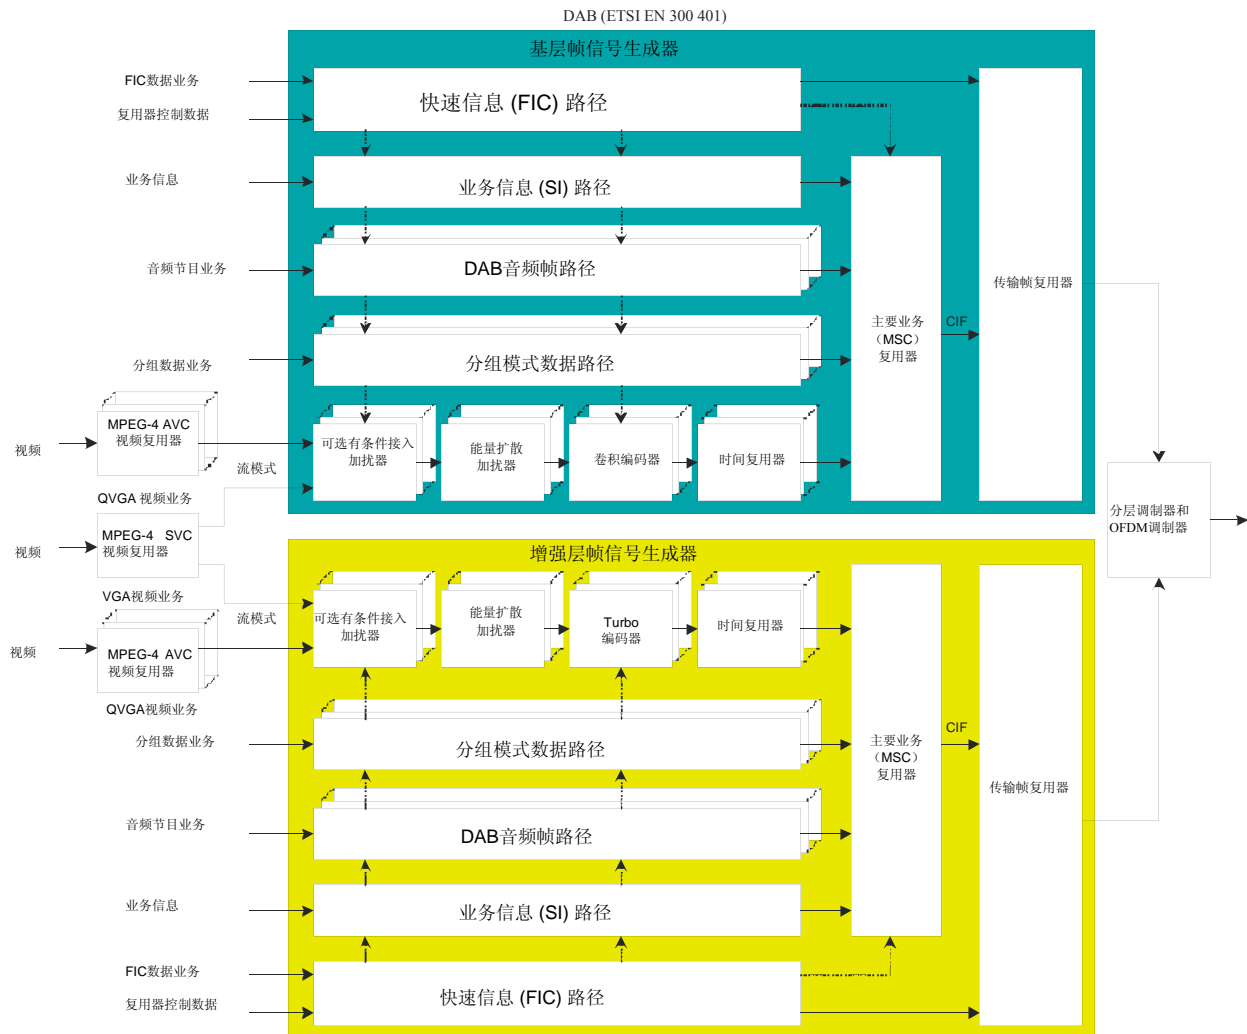 DAB (ETSI EN 300 401)
基层帧信号生成器
FIC数据业务
快速信息 (FIC) 路径
复用器控制数据
业务信息
业务信息 (SI) 路径
音频节目业务
DAB音频帧路径
传输帧复用器
主要业务
（MSC）
复用器
CIF
分组数据业务
分组模式数据路径
MPEG-4 AVC
视频复用器
视频
流模式
可选有条件接入
加扰器
能量扩散
加扰器
卷积编码器
时间复用器
QVGA 视频业务
MPEG-4 SVC
视频复用器
视频
分层调制器和
OFDM调制器
增强层帧信号生成器
VGA视频业务
流模式
MPEG-4 AVC
视频复用器
视频
可选有条件接入
加扰器
能量扩散
加扰器
Turbo
编码器
时间复用器
QVGA视频业务
分组数据业务
分组模式数据路径
主要业务
（MSC）
复用器
CIF
传输帧复用器
音频节目业务
DAB音频帧路径
业务信息
业务信息 (SI) 路径
FIC数据业务
快速信息 (FIC) 路径
复用器控制数据